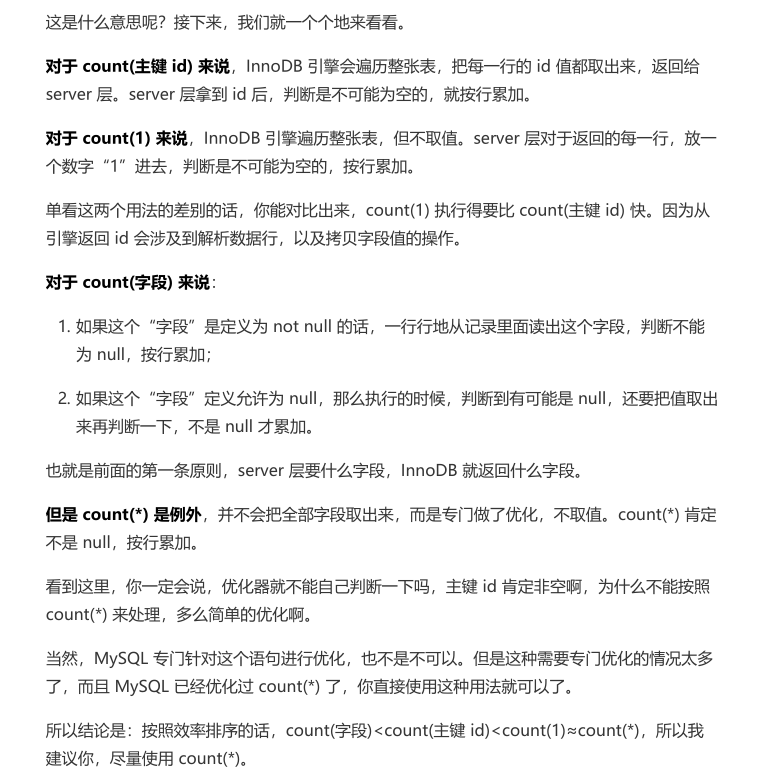 这是什么意思呢？接下来，我们就一个个地来看看。
对于 count(主键 id) 来说，InnoDB 引擎会遍历整张表，把每一行的 id 值都取出来，返回给
server 层。server 层拿到 id 后，判断是不可能为空的，就按行累加。
对于 count(1) 来说，InnoDB 引擎遍历整张表，但不取值。server 层对于返回的每一行，放一
个数字“1”进去，判断是不可能为空的，按行累加。
单看这两个用法的差别的话，你能对比出来，count(1) 执行得要比 count(主键 id) 快。因为从
引擎返回 id 会涉及到解析数据行，以及拷贝字段值的操作。
对于 count(字段) 来说：
1. 如果这个“字段”是定义为 not null 的话，一行行地从记录里面读出这个字段，判断不能
为 null，按行累加；
2. 如果这个“字段”定义允许为 null，那么执行的时候，判断到有可能是 null，还要把值取出
来再判断一下，不是 null 才累加。
也就是前面的第一条原则，server 层要什么字段，InnoDB 就返回什么字段。
但是 count(*) 是例外，并不会把全部字段取出来，而是专门做了优化，不取值。count(*) 肯定
不是 null，按行累加。
看到这里，你一定会说，优化器就不能自己判断一下吗，主键 id 肯定非空啊，为什么不能按照
count(*) 来处理，多么简单的优化啊。
当然，MySQL 专门针对这个语句进行优化，也不是不可以。但是这种需要专门优化的情况太多
了，而且 MySQL 已经优化过 count(*) 了，你直接使用这种用法就可以了。
所以结论是：按照效率排序的话，count(字段)<count(主键 id)<count(1)≈count(*)，所以我
建议你，尽量使用 count(*)。